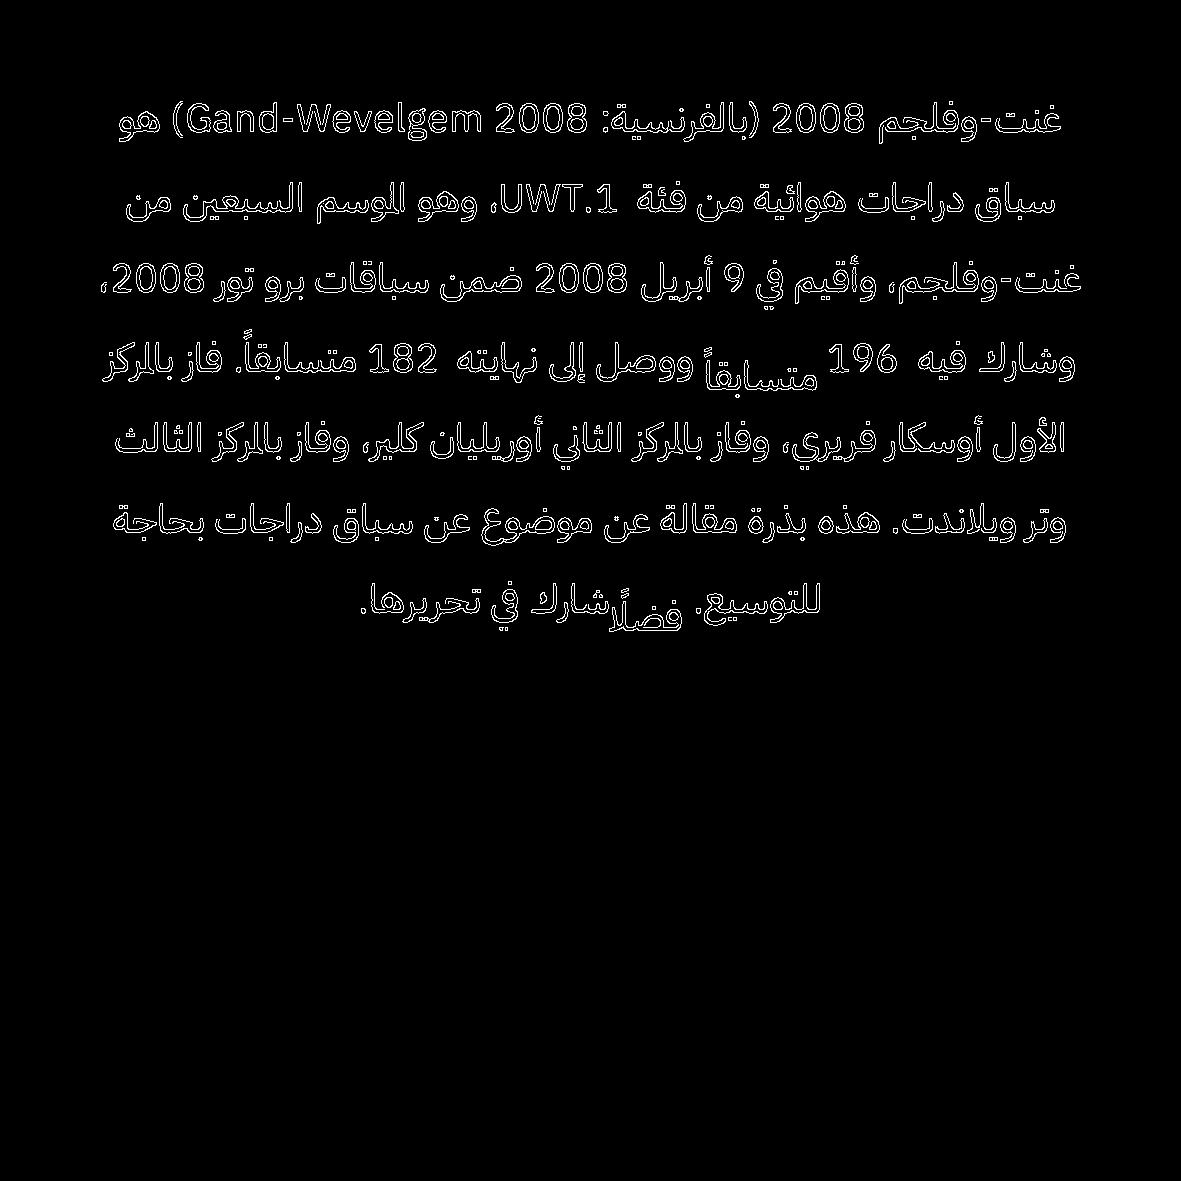 غنت-وفلجم 2008 (بالفرنسية: Gand-Wevelgem 2008) هو
سباق دراجات هوائية من فئة 1.UWT، وهو الموسم السبعين من
غنت-وفلجم، وأقيم في 9 أبريل 2008 ضمن سباقات برو تور 2008،
وشارك فيه 196 متسابقاً ووصل إلى نهايته 182 متسابقاً. فاز بالمركز
الأول أوسكار فريري، وفاز بالمركز الثاني أوريليان كلير، وفاز بالمركز الثالث
وتر ويلاندت. هذه بذرة مقالة عن موضوع عن سباق دراجات بحاجة
للتوسيع. فضلًا شارك في تحريرها.